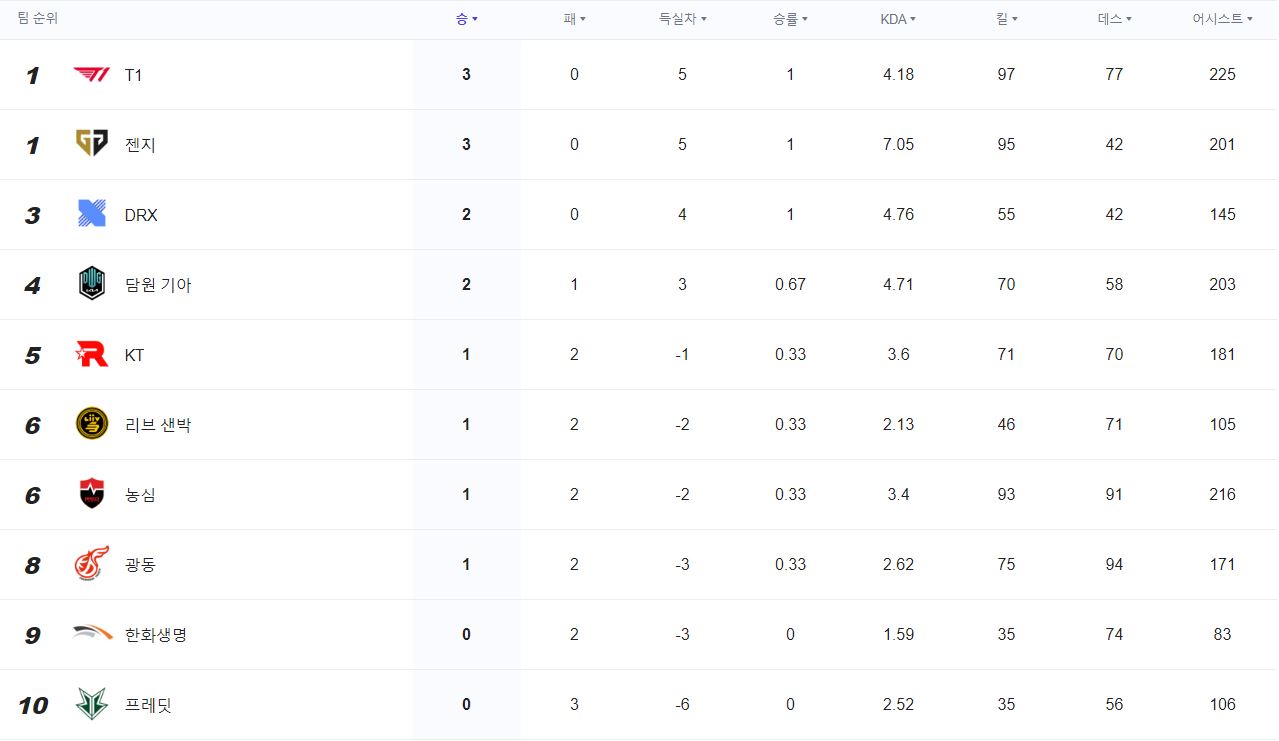 팀 순위 승 패 득실차 승률 KDA 킬 데스 어시스트
1 T1 3 0 5 1 4.18 97 77 225
1 젠지 3 0 5 1 7.05 95 42 201
3 DRX 2 0 4 1 4.76 55 42 145
4 담원 기아 2 1 3 0.67 4.71 70 58 203
5 KT 1 2 -1 0.33 3.6 71 70 181
6 리브 샌박 1 2 -2 0.33 2.13 46 71 105
6 농심 1 2 -2 0.33 3.4 93 91 216
8 광동 1 2 -3 0.33 2.62 75 94 171
9 한화생명 0 2 -3 0 1.59 35 74 83
10 프레딧 0 3 -6 0 2.52 35 56 106